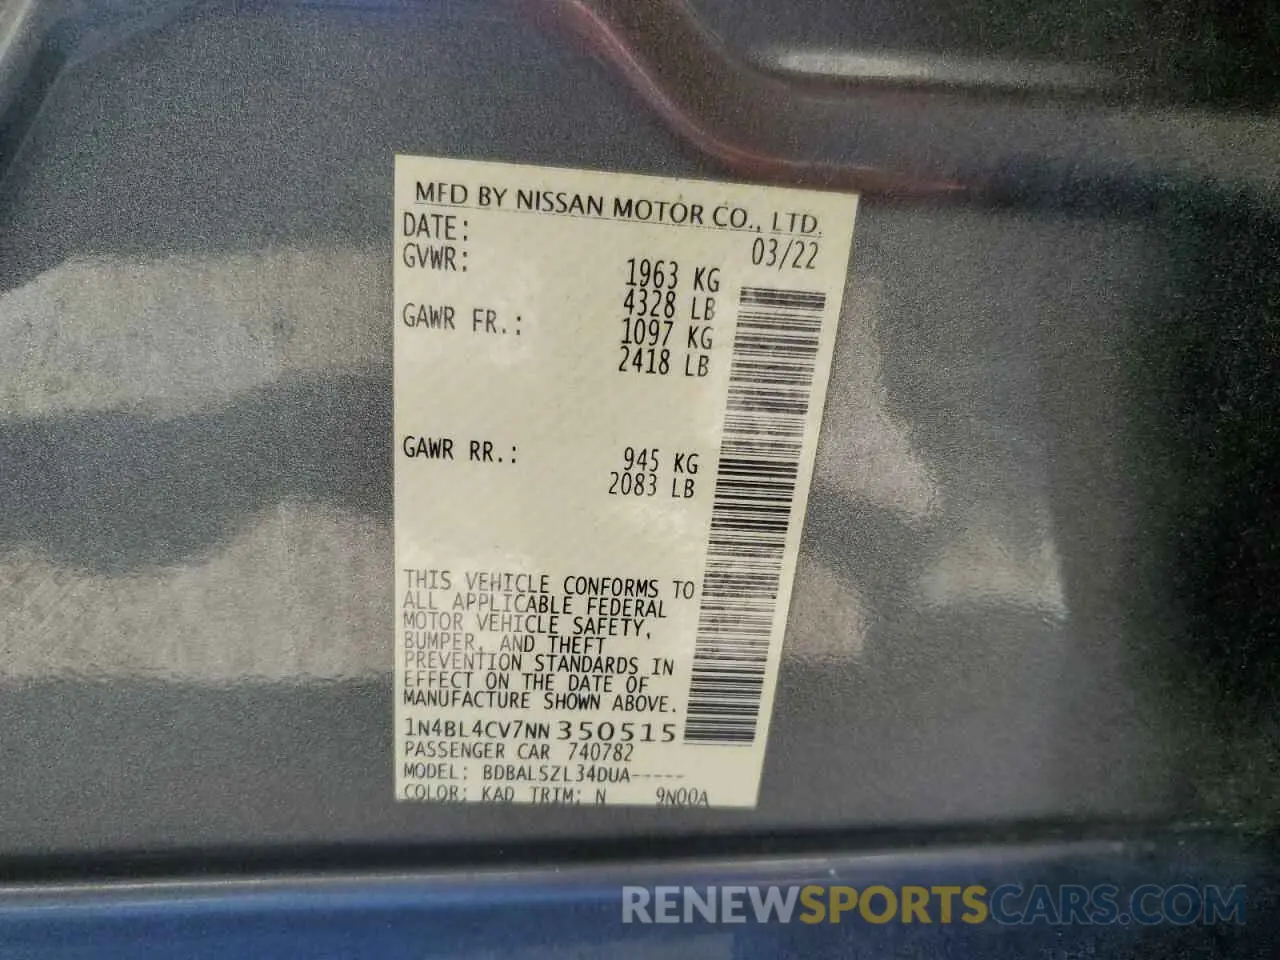 MFD BY NISSAN MOTOR CO., LTD.
DATE: 03/22
GVWR: 1963 KG
4328 LB
GAWR FR.: 1097 KG
2418 LB
GAWR RR.: 945 KG
2083 LB
THIS VEHICLE CONFORMS TO
ALL APPLICABLE FEDERAL
MOTOR VEHICLE SAFETY,
BUMPER, AND THEFT
PREVENTION STANDARDS IN
EFFECT ON THE DATE OF
MANUFACTURE SHOWN ABOVE.
1N4BL4CV7NN350515
PASSENGER CAR 740782
MODEL: BDBALSZL34DUA-----
COLOR: KAD TRIM: N 9N00A
RENEWSPORTSCARS.COM